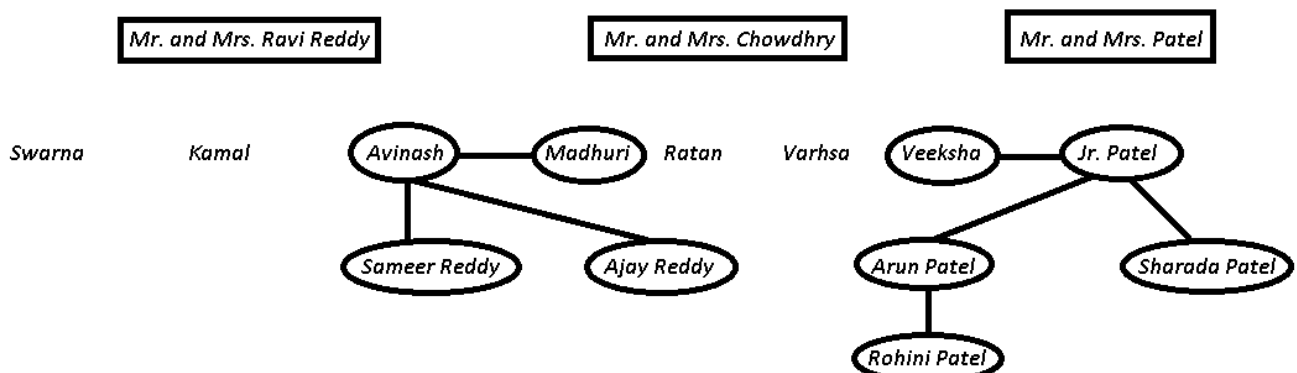 Mr. and Mrs. Ravi Reddy Mr. and Mrs. Chowdhry Mr. and Mrs. Patel
Swarna Kamal Avinash Madhuri Ratan Varhsa Veeksha Jr. Patel
Sameer Reddy Ajay Reddy Arun Patel Sharada Patel
Rohini Patel